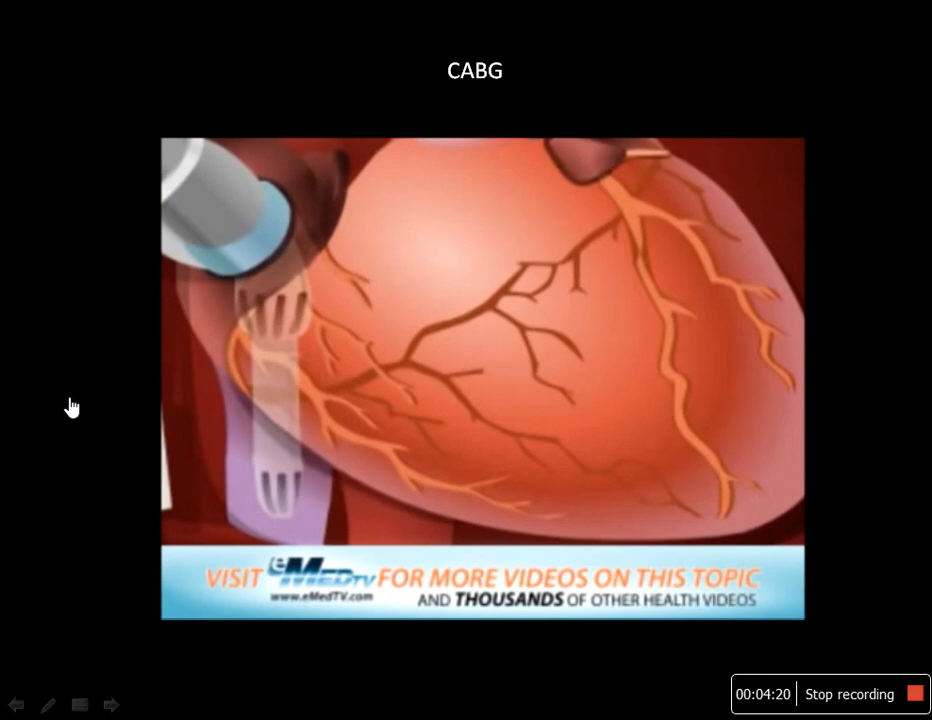 CABG
VISIT eMEDTV FOR MORE VIDEOS ON THIS TOPIC
www.eMedTV.com AND THOUSANDS OF OTHER HEALTH VIDEOS
00:04:20 Stop recording